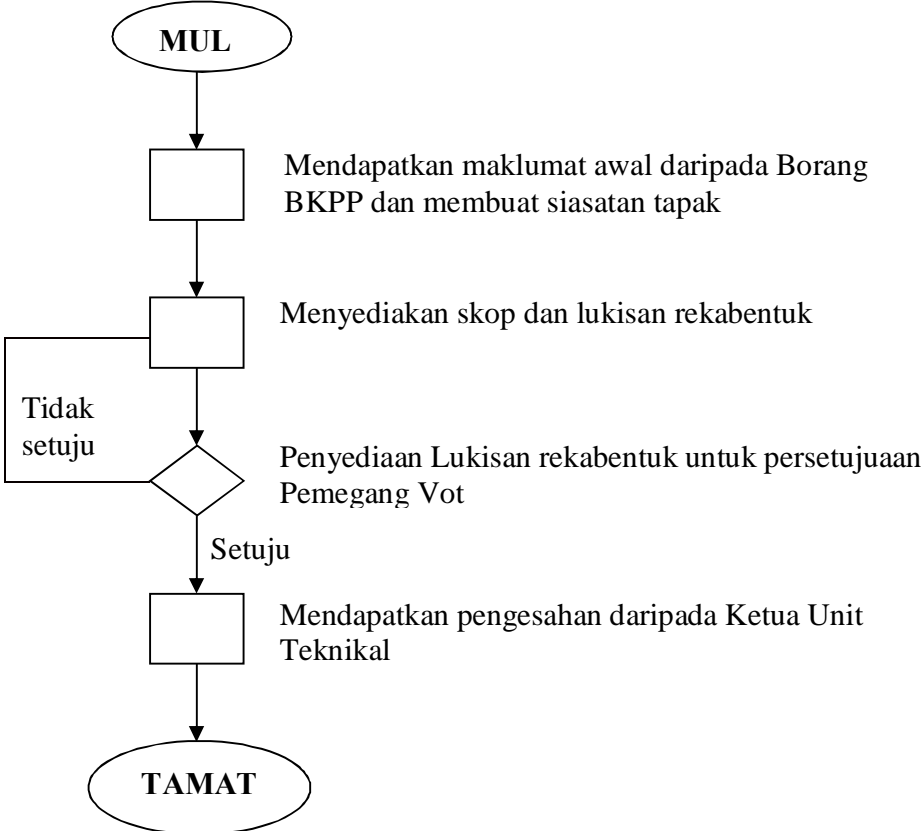 MUL
Mendapatkan maklumat awal daripada Borang
BKPP dan membuat siasatan tapak
Menyediakan skop dan lukisan rekabentuk
Tidak
setuju
Penyediaan Lukisan rekabentuk untuk persetujuaan
Pemegang Vot
Setuju
Mendapatkan pengesahan daripada Ketua Unit
Teknikal
TAMAT